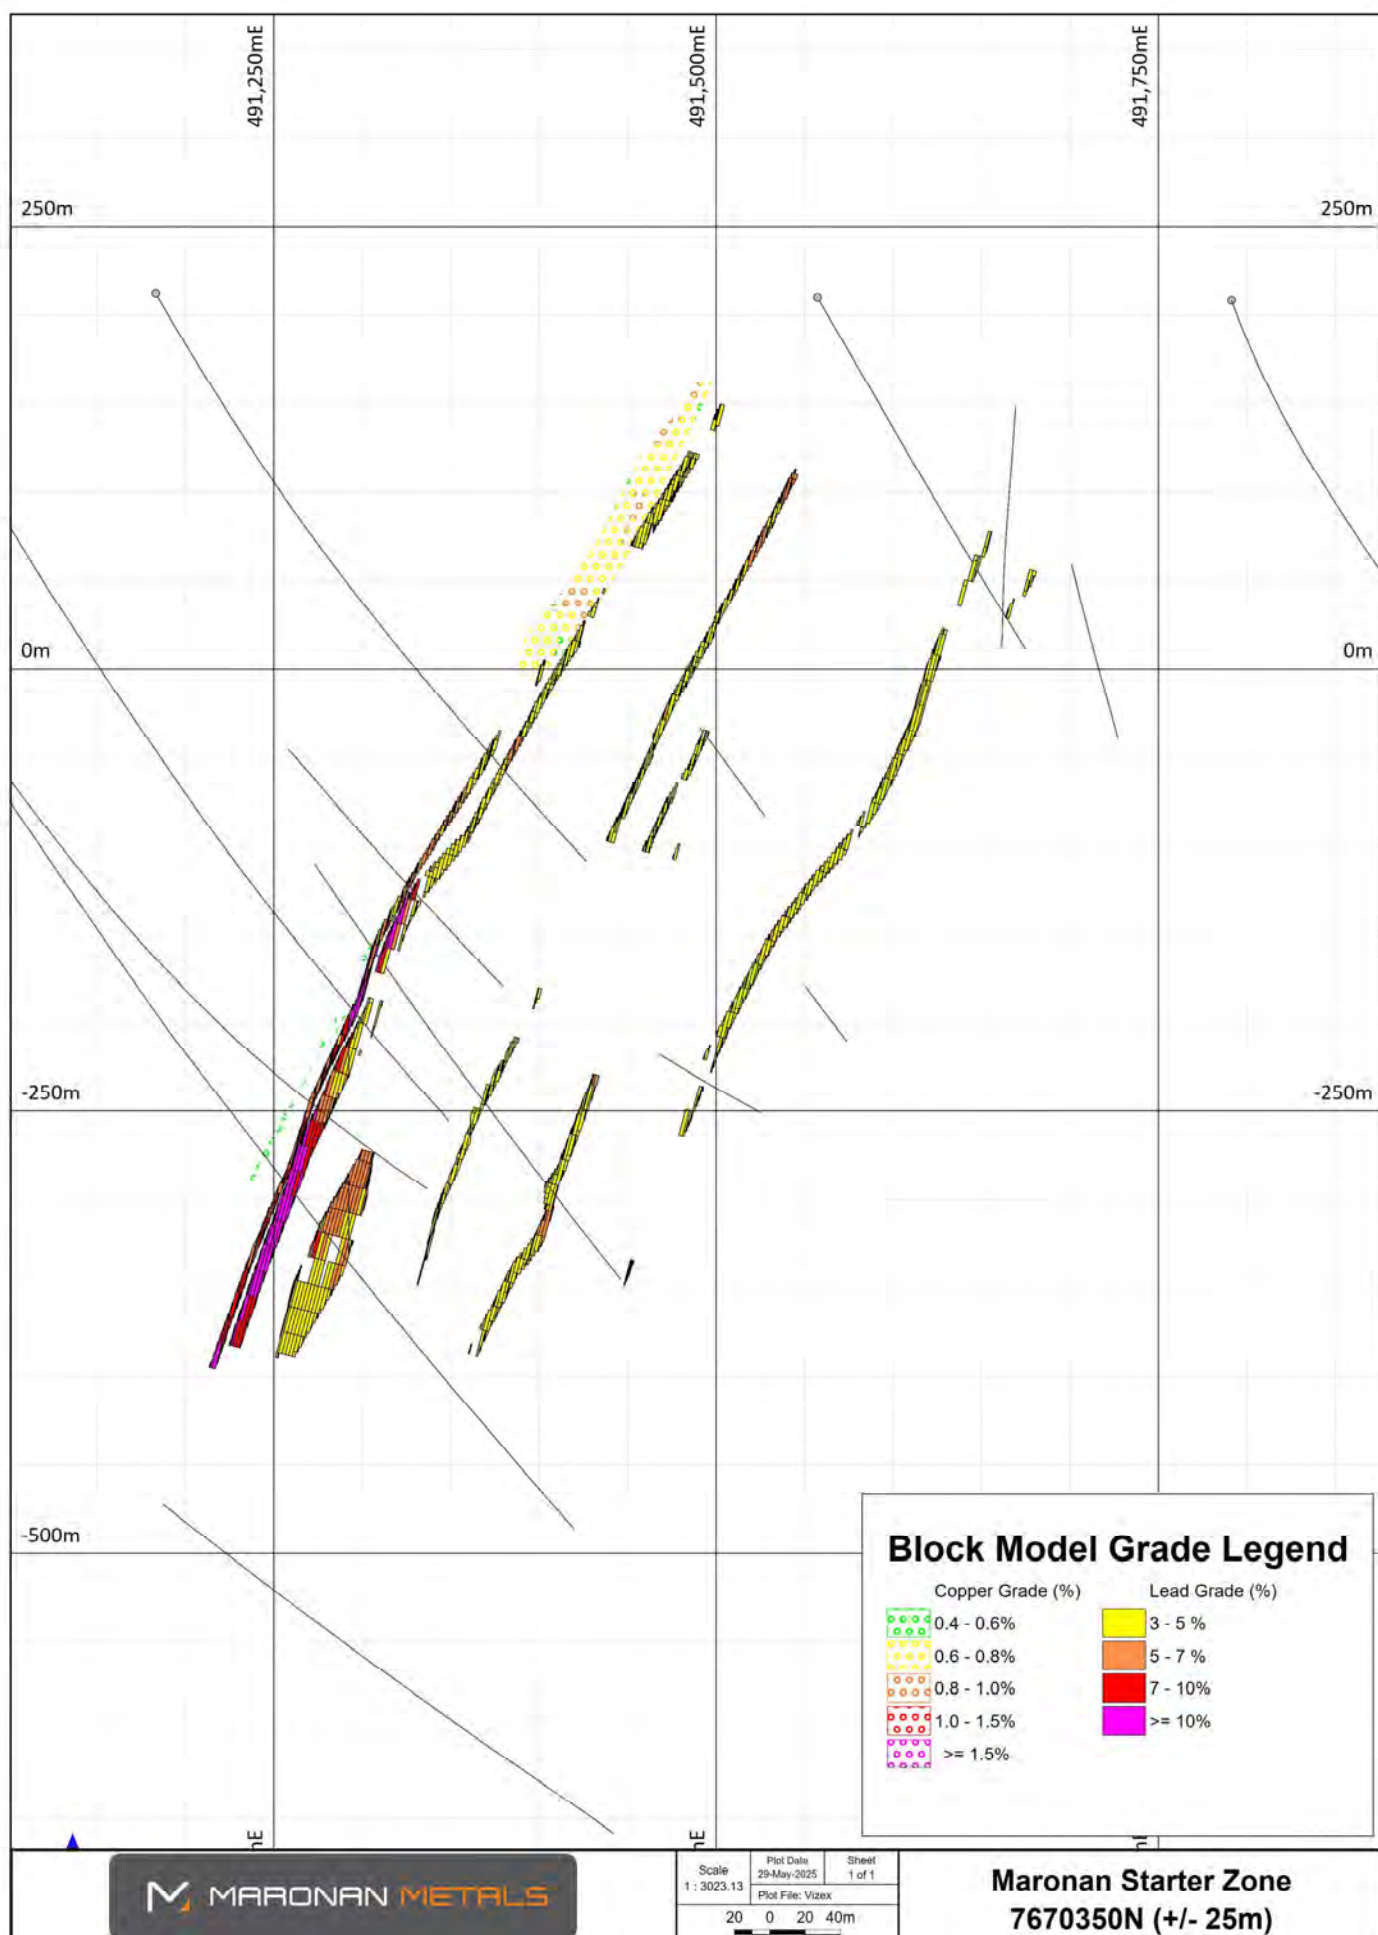 491,250mE
491,500mE
491,750mE
250m
250m
0m
0m
-250m
-250m
-500m
Block Model Grade Legend
Copper Grade (%)
Lead Grade (%)
0.4 - 0.6%
3 - 5 %
0.6 - 0.8%
5 - 7 %
0.8 - 1.0%
7 - 10%
1.0 - 1.5%
>= 10%
>= 1.5%
mE
MARONAN METALS
Scale
1 : 3023.13
Plot Date
29-May-2025
Sheet
1 of 1
Plot File: Vizex
20 0 20 40m
Maronan Starter Zone
7670350N (+/- 25m)